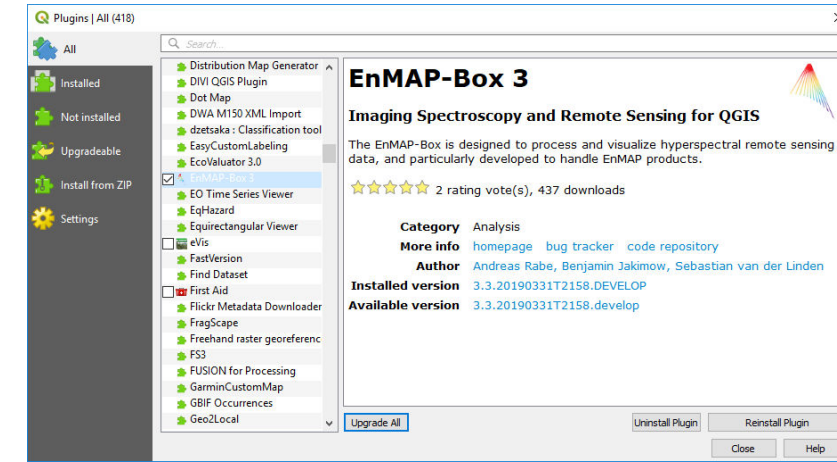 Plugins | All (418)
All
Installed
Not installed
Upgradeable
Install from ZIP
Settings
Search...
Distribution Map Generator
DIVI QGIS Plugin
Dot Map
DWA M150 XML Import
dzetsaka : Classification tool
EasyCustomLabeling
EcoValuator 3.0
EnMAP-Box 3
EO Time Series Viewer
EqHazard
Equirectangular Viewer
eVis
FastVersion
Find Dataset
First Aid
Flickr Metadata Downloader
FragScape
Freehand raster georeferenc
FS3
FUSION for Processing
GarminCustomMap
GBIF Occurrences
Geo2Local
EnMAP-Box 3
Imaging Spectroscopy and Remote Sensing for QGIS
The EnMAP-Box is designed to process and visualize hyperspectral remote sensing
data, and particularly developed to handle EnMAP products.
2 rating vote(s), 437 downloads
Category Analysis
More info homepage bug tracker code repository
Author Andreas Rabe, Benjamin Jakimow, Sebastian van der Linden
Installed version 3.3.20190331T2158.DEVELOP
Available version 3.3.20190331T2158.develop
Upgrade All Uninstall Plugin Reinstall Plugin
Close Help